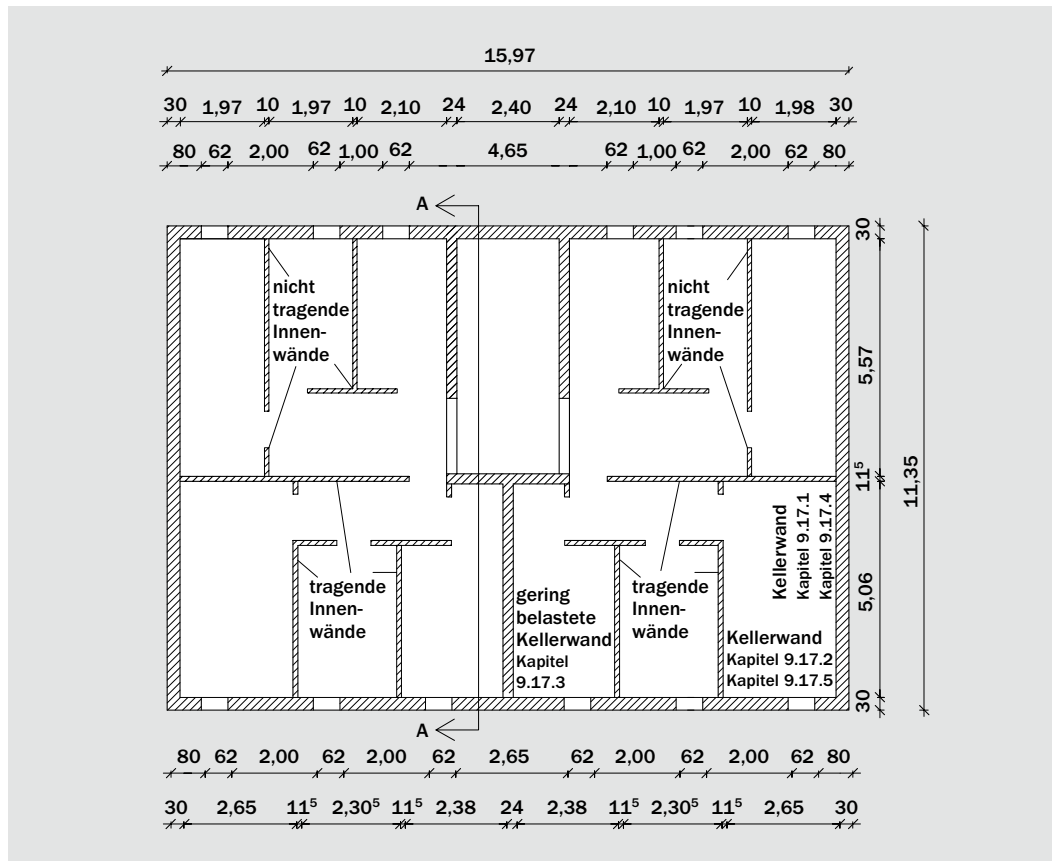 15,97
30 1,97 10 1,97 10 2,10 24 2,40 24 2,10 10 1,97 10 1,98 30
80 62 2,00 62 1,00 62 4,65 62 1,00 62 2,00 62 80
A
nicht
tragende
Innen-
wände
nicht
tragende
Innen-
wände
30
5,57
11⁵
5,06
30
11,35
tragende
Innen-
wände
gering
belastete
Kellerwand
Kapitel
9.17.3
tragende
Innen-
wände
Kellerwand
Kapitel 9.17.1
Kapitel 9.17.4
Kellerwand
Kapitel 9.17.2
Kapitel 9.17.5
A
80 62 2,00 62 2,00 62 2,65 62 2,00 62 2,00 62 80
30 2,65 11⁵ 2,30⁵ 11⁵ 2,38 24 2,38 11⁵ 2,30⁵ 11⁵ 2,65 30